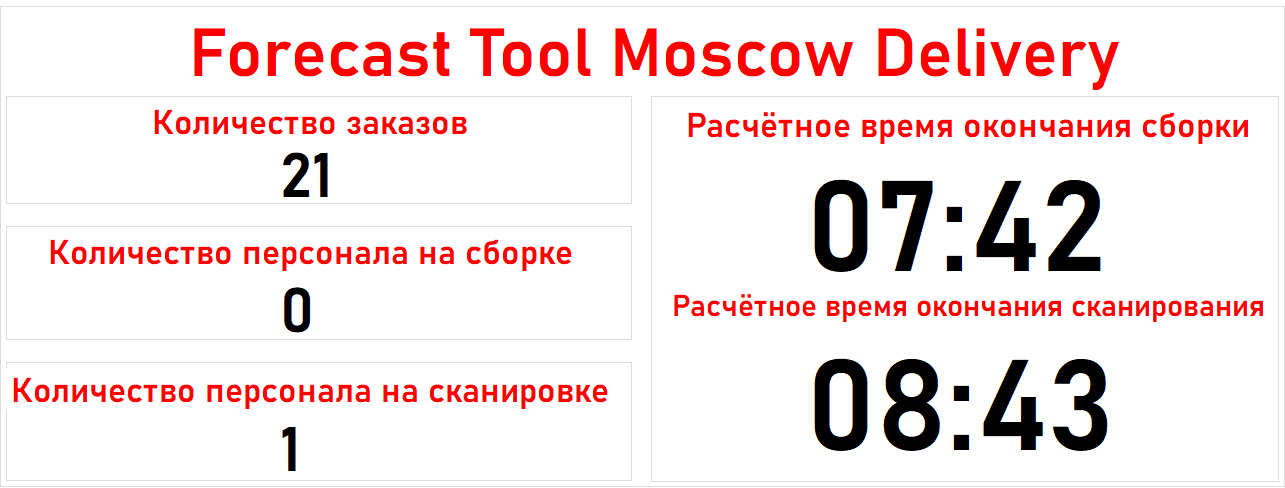 Forecast Tool Moscow Delivery
Количество заказов
21
Количество персонала на сборке
0
Количество персонала на сканировке
1
Расчётное время окончания сборки
07:42
Расчётное время окончания сканирования
08:43